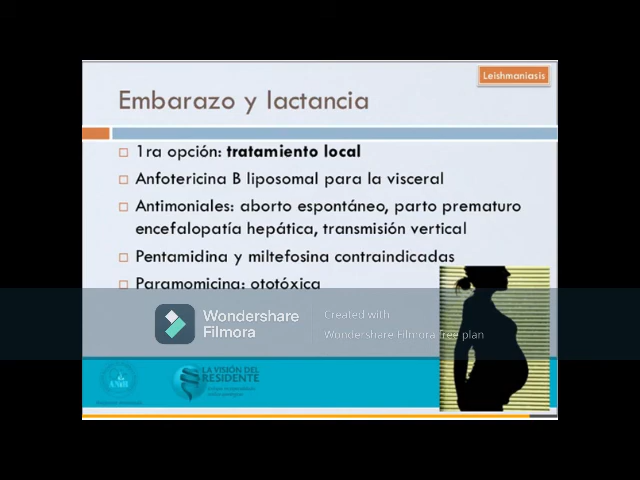 Leishmaniasis
Embarazo y lactancia
1ra opción: tratamiento local
Anfotericina B liposomal para la visceral
Antimoniales: aborto espontáneo, parto prematuro
encefalopatía hepática, transmisión vertical
Pentamidina y miltefosina contraindicadas
Paramomicina: ototóxica
Wondershare
Filmora
Created with
Wondershare Filmora free plan
LA VISIÓN DEL
RESIDENTE